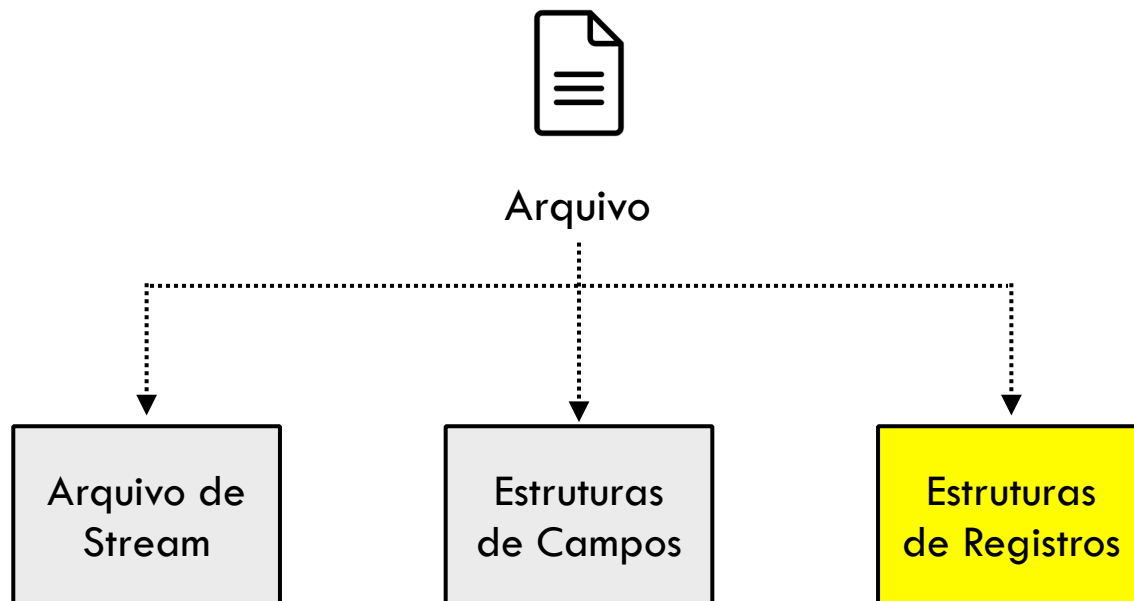 Arquivo
Arquivo de
Stream
Estruturas
de Campos
Estruturas
de Registros